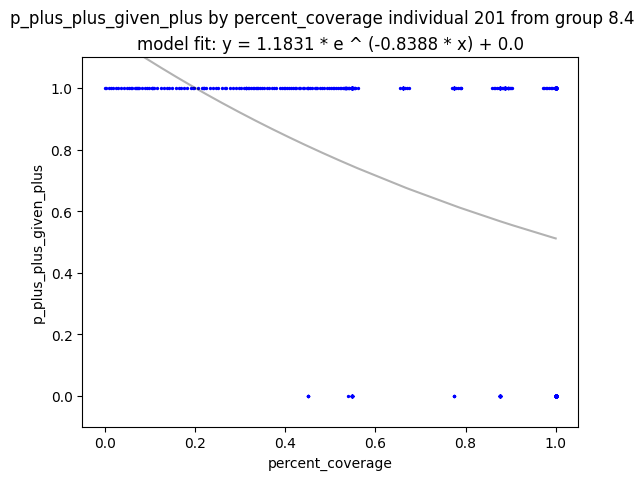 p_plus_plus_given_plus by percent_coverage individual 201 from group 8.4
model fit: y = 1.1831 * e ^ (-0.8388 * x) + 0.0
p_plus_plus_given_plus
1.0
0.8
0.6
0.4
0.2
0.0
0.0 0.2 0.4 0.6 0.8 1.0
percent_coverage